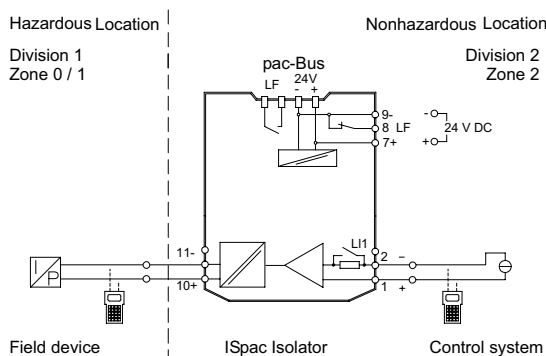 Hazardous Location
Nonhazardous Location
Division 1
Zone 0 / 1
Division 2
Zone 2
pac-Bus
LF
24V
- +
9-
8 LF
7+
-
+
24 V DC
LI1
11-
10+
2 –
1 +
I
P
Field device
ISpac Isolator
Control system